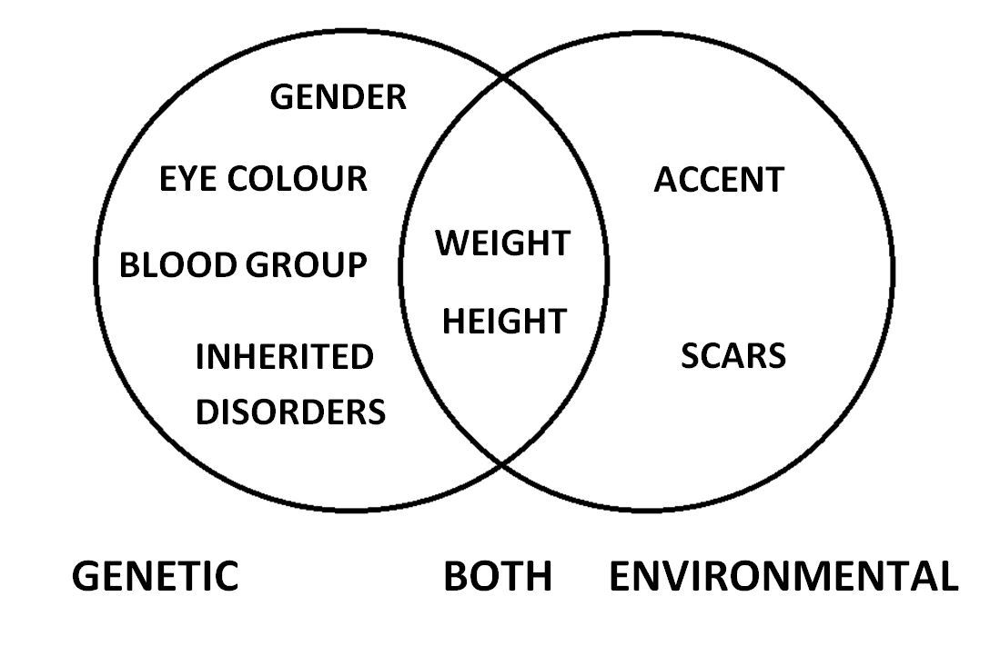 GENDER
EYE COLOUR
ACCENT
BLOOD GROUP
WEIGHT
HEIGHT
INHERITED
DISORDERS
SCARS
GENETIC
BOTH
ENVIRONMENTAL